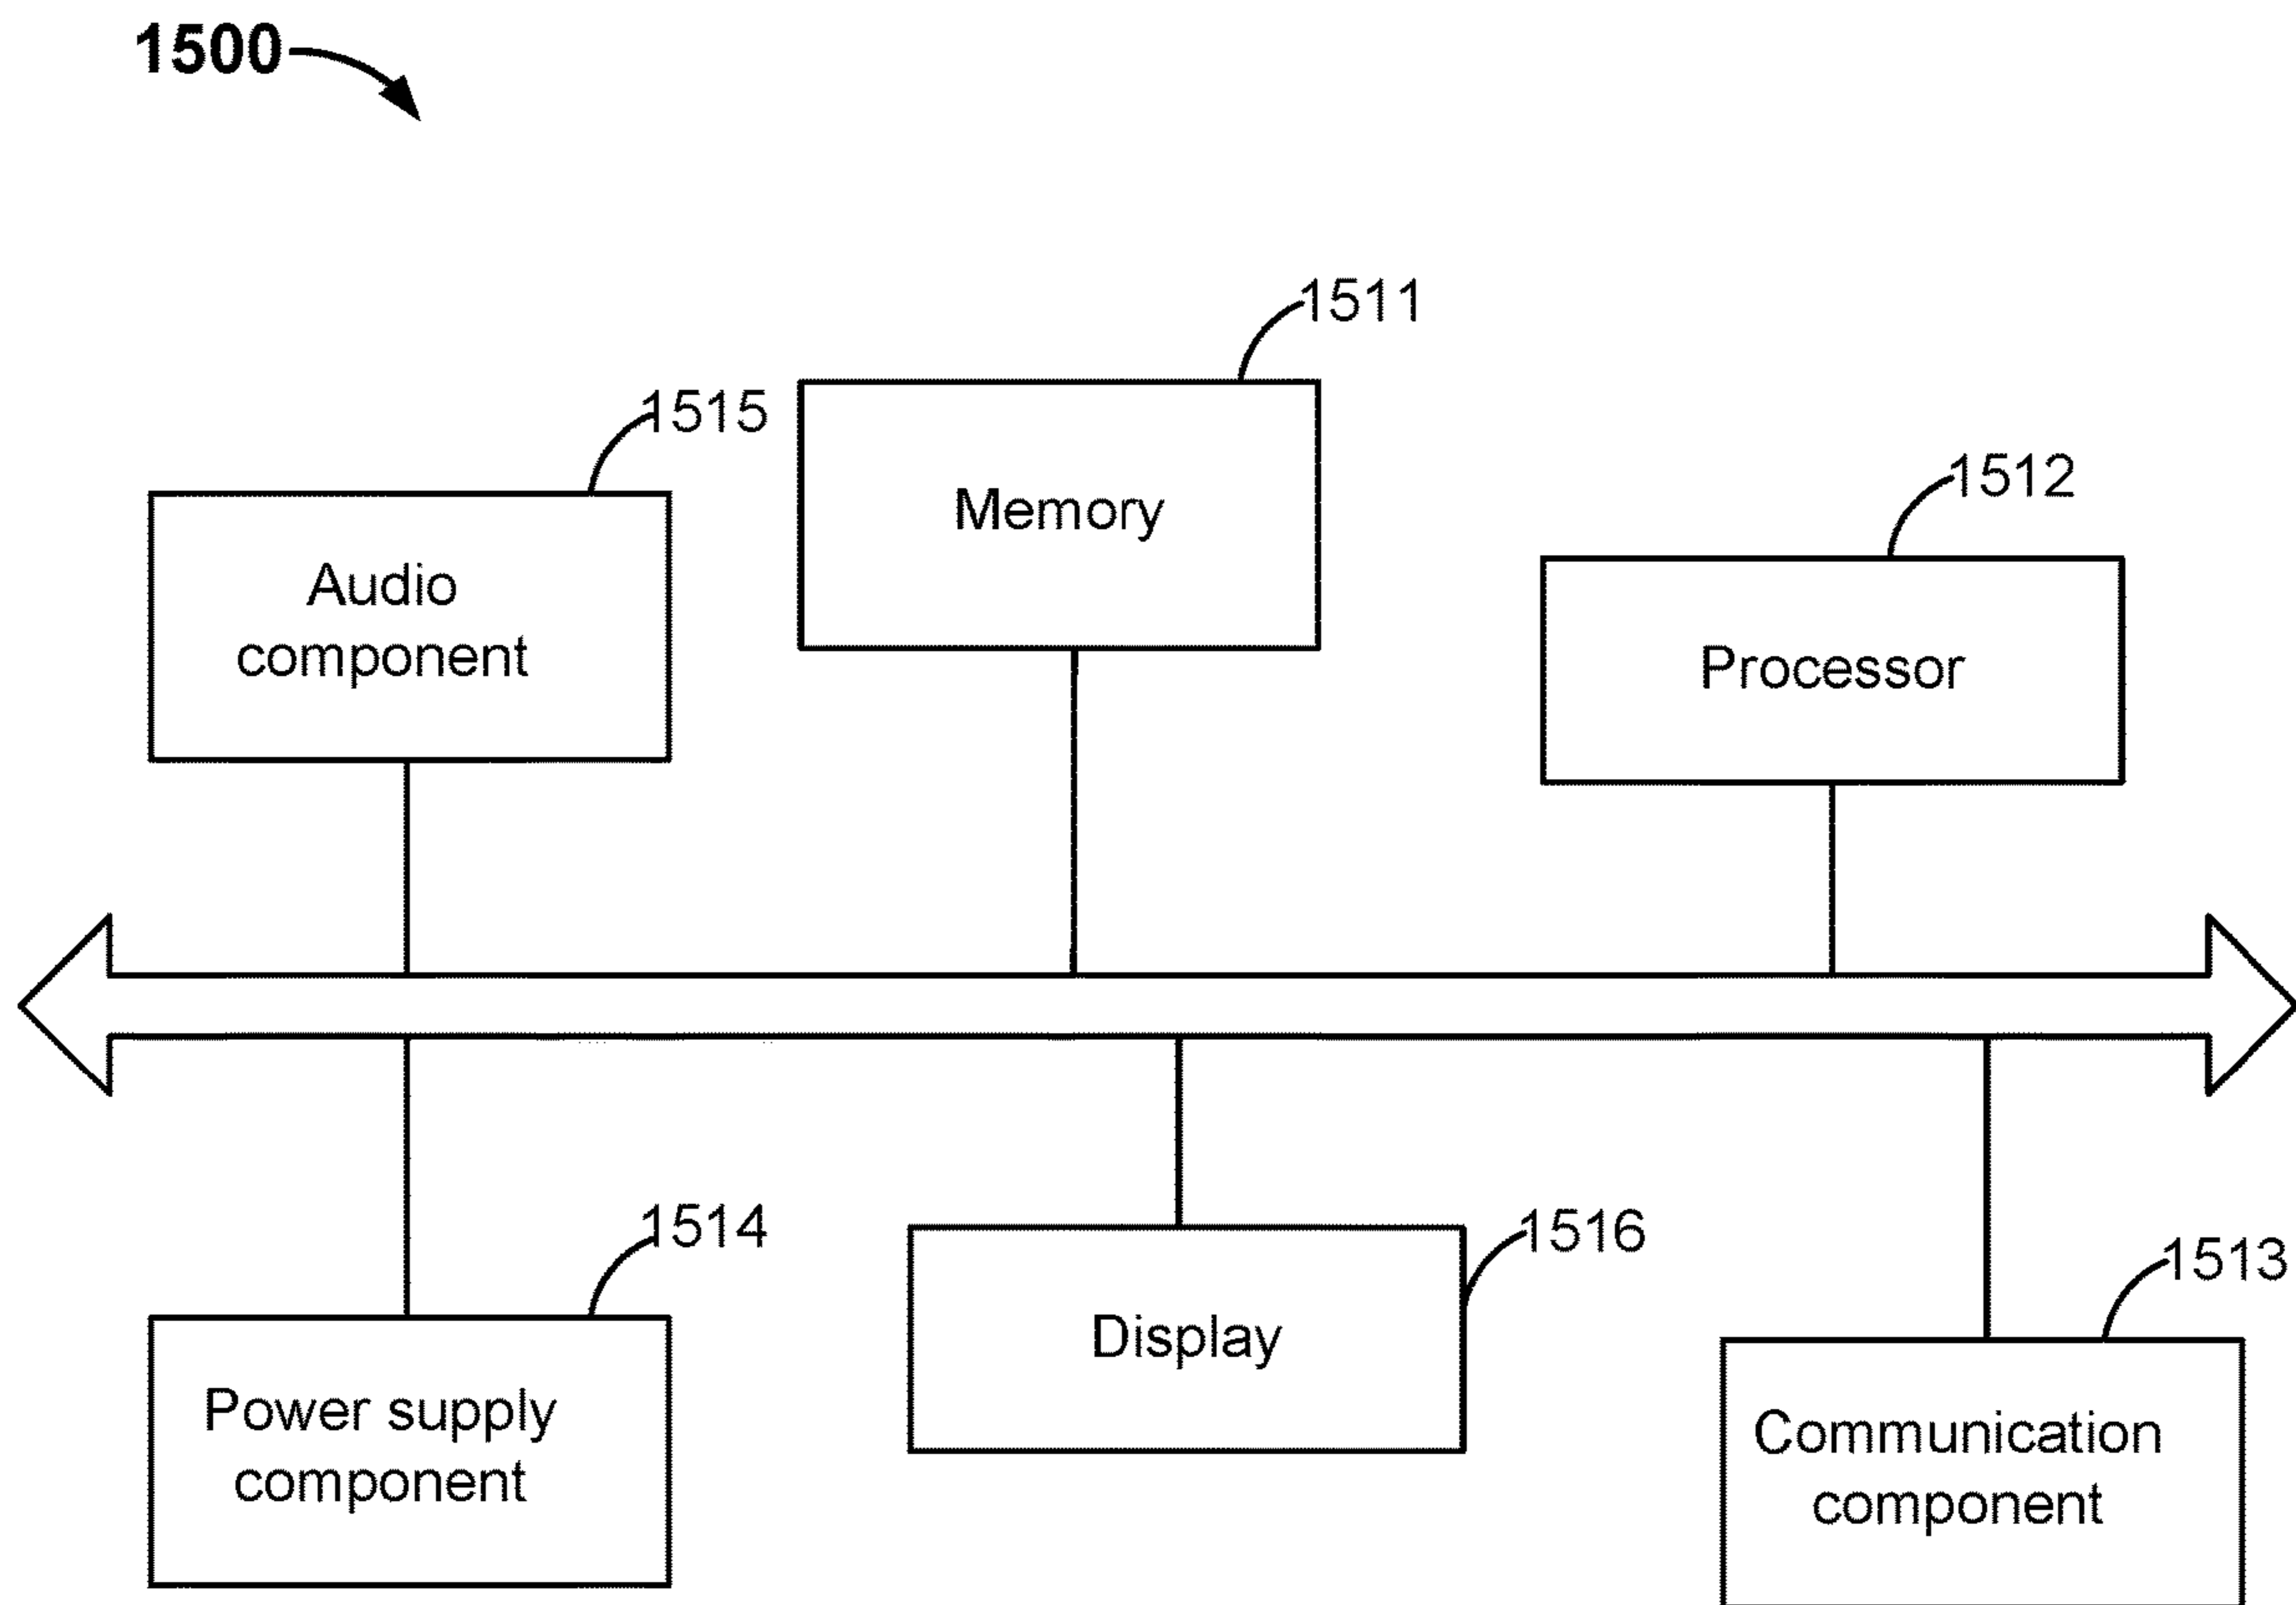 1500
1511
1515
Memory
1512
Audio
component
Processor
1514
1516
1513
Power supply
component
Display
Communication
component